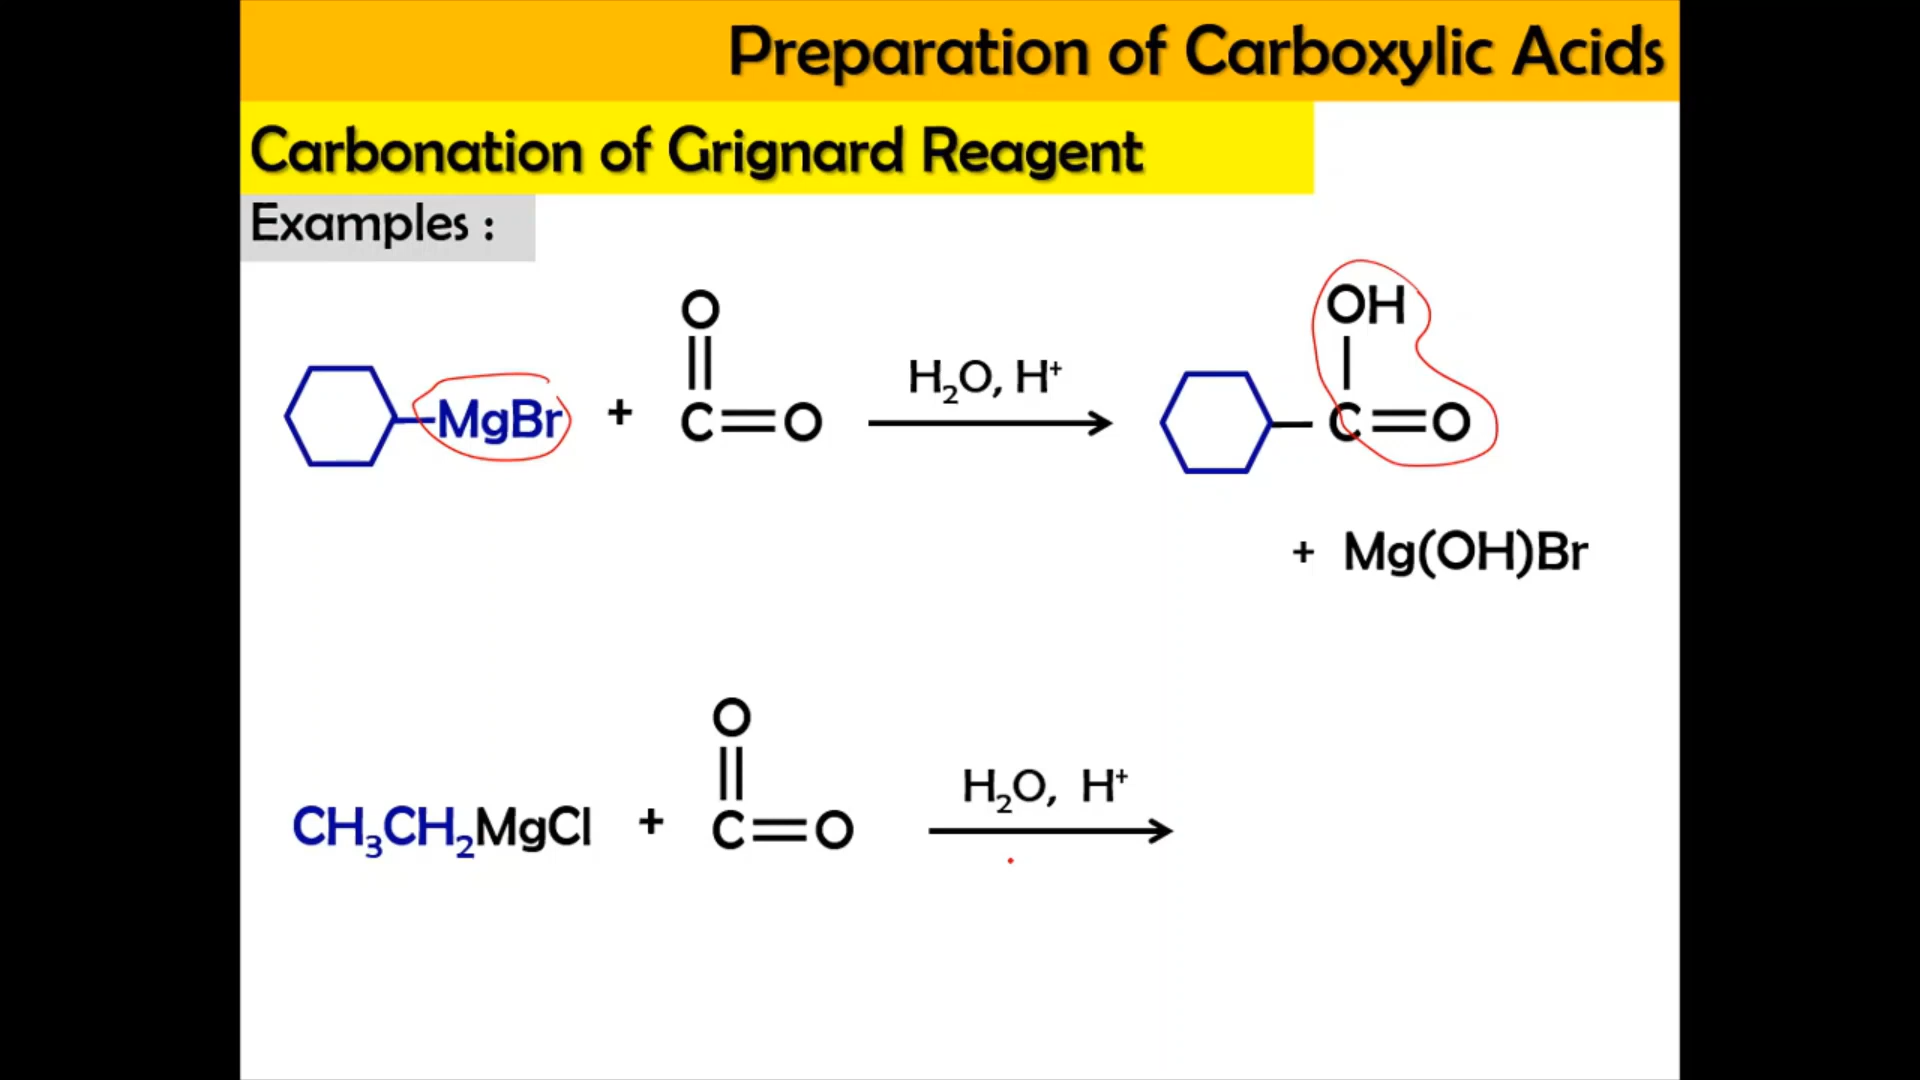 Preparation of Carboxylic Acids
Carbonation of Grignard Reagent
Examples :
O
OH
MgBr + C=O H₂O, H⁺ C=O
+ Mg(OH)Br
O
CH₃CH₂MgCl + C=O H₂O, H⁺